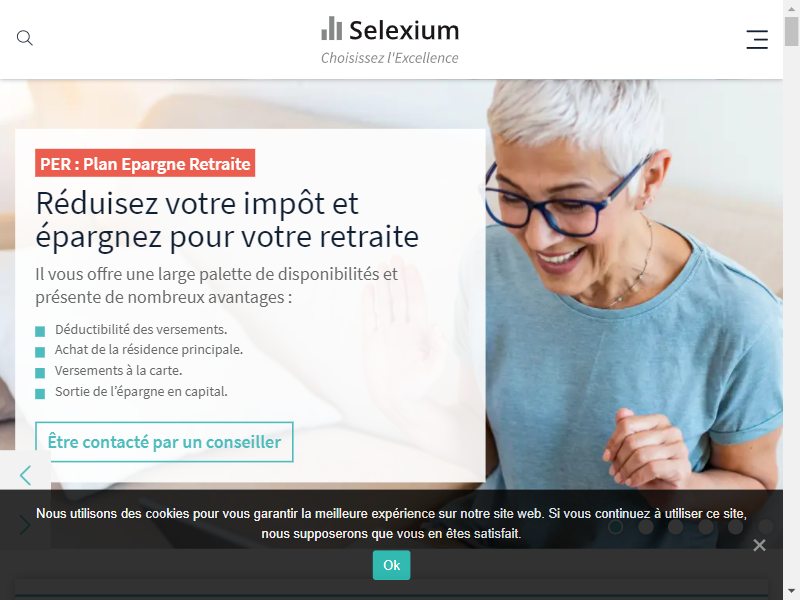 Selexium
Choisissez l'Excellence
PER : Plan Epargne Retraite
Réduisez votre impôt et
épargnez pour votre retraite
Il vous offre une large palette de disponibilités et
présente de nombreux avantages :
Déductibilité des versements.
Achat de la résidence principale.
Versements à la carte.
Sortie de l'épargne en capital.
Être contacté par un conseiller
Nous utilisons des cookies pour vous garantir la meilleure expérience sur notre site web. Si vous continuez à utiliser ce site,
nous supposerons que vous en êtes satisfait.
Ok